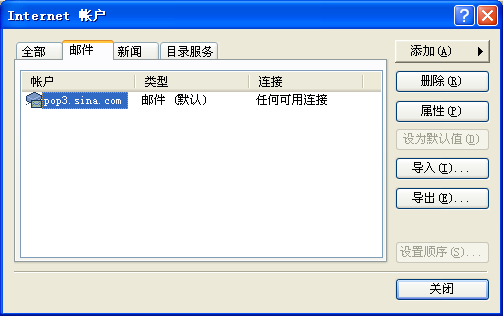 Internet 帐户
全部 邮件 新闻 目录服务
帐户 类型 连接
pop3.sina.com 邮件 (默认) 任何可用连接
添加(A)
删除(R)
属性(P)
设为默认值(D)
导入(I)...
导出(E)...
设置顺序(S)...
关闭